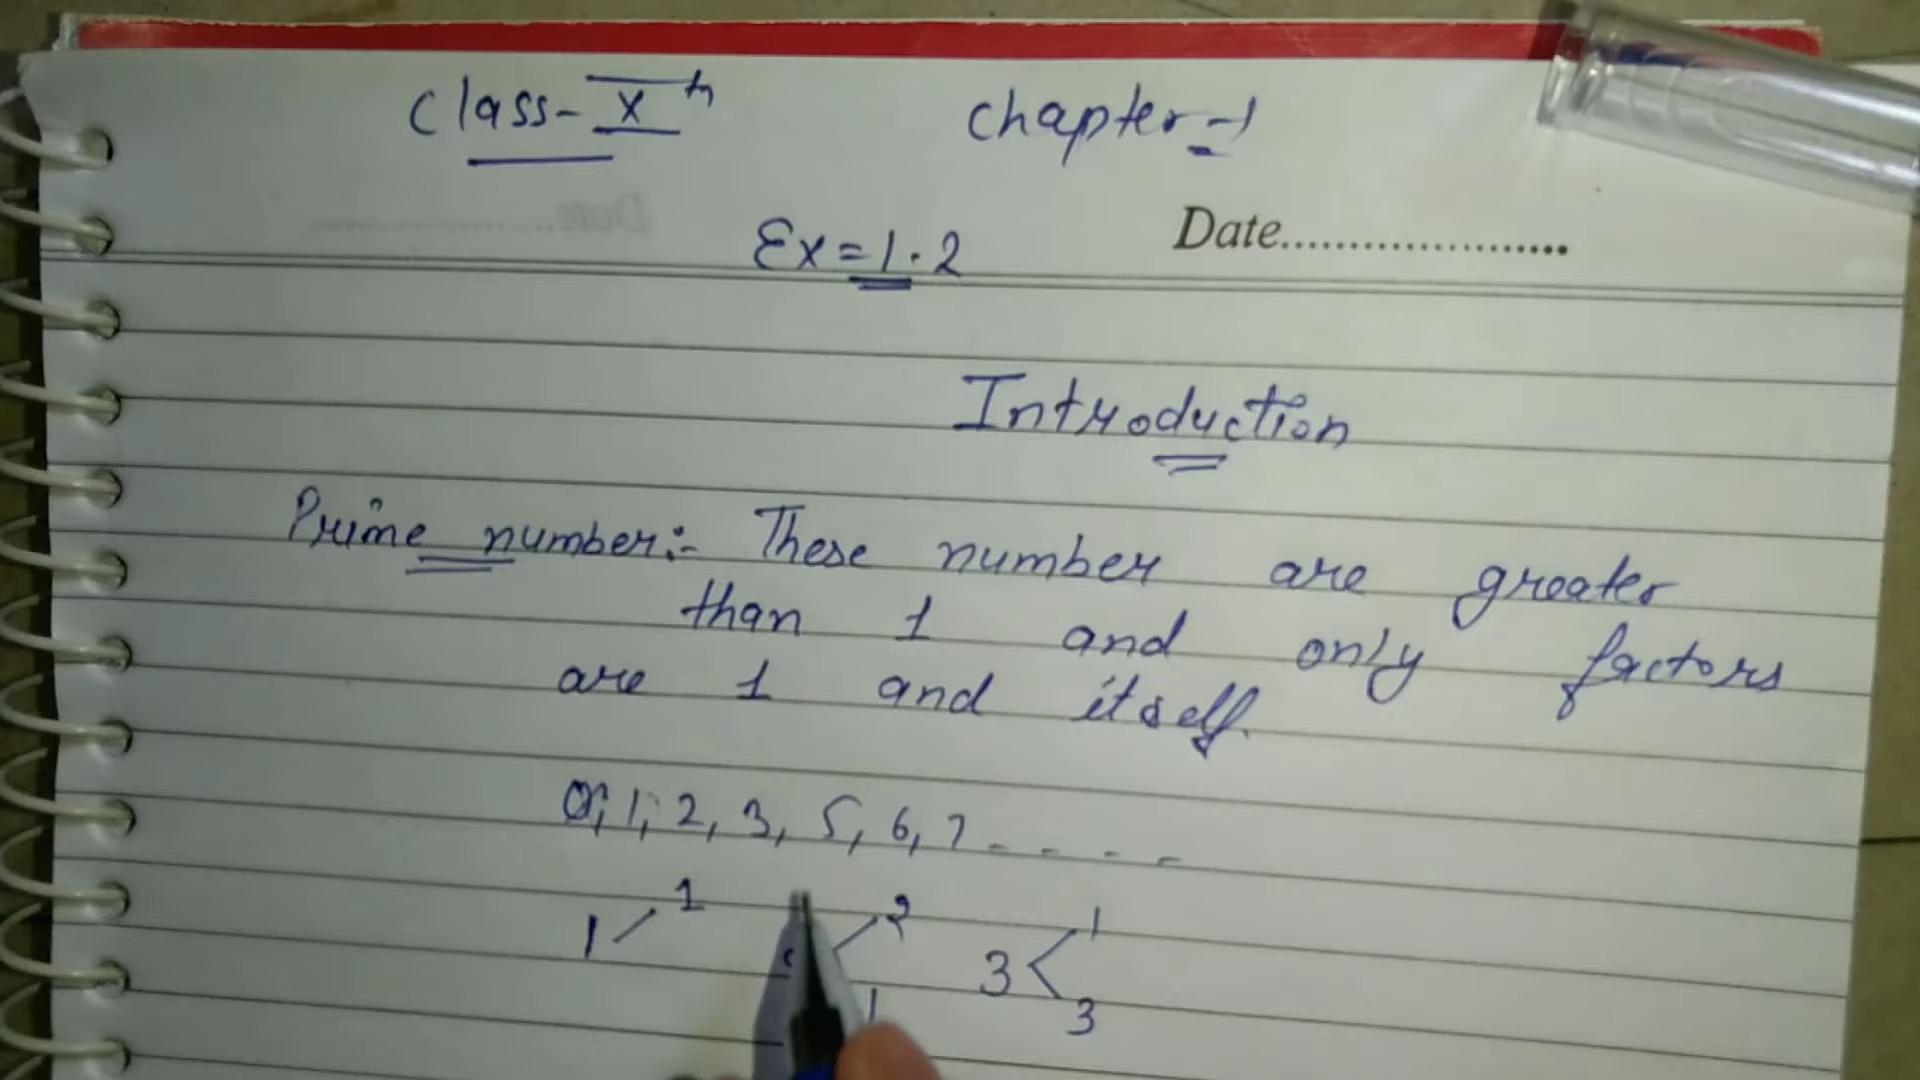 Class-Xth
Chapter-1
Date......................
Ex=1.2
Introduction
Prime number:- These number are greater
than 1 and only factors
are 1 and itself.
0, 1, 2, 3, 5, 6, 7 - - - -
1 1 2 3 1
1 3